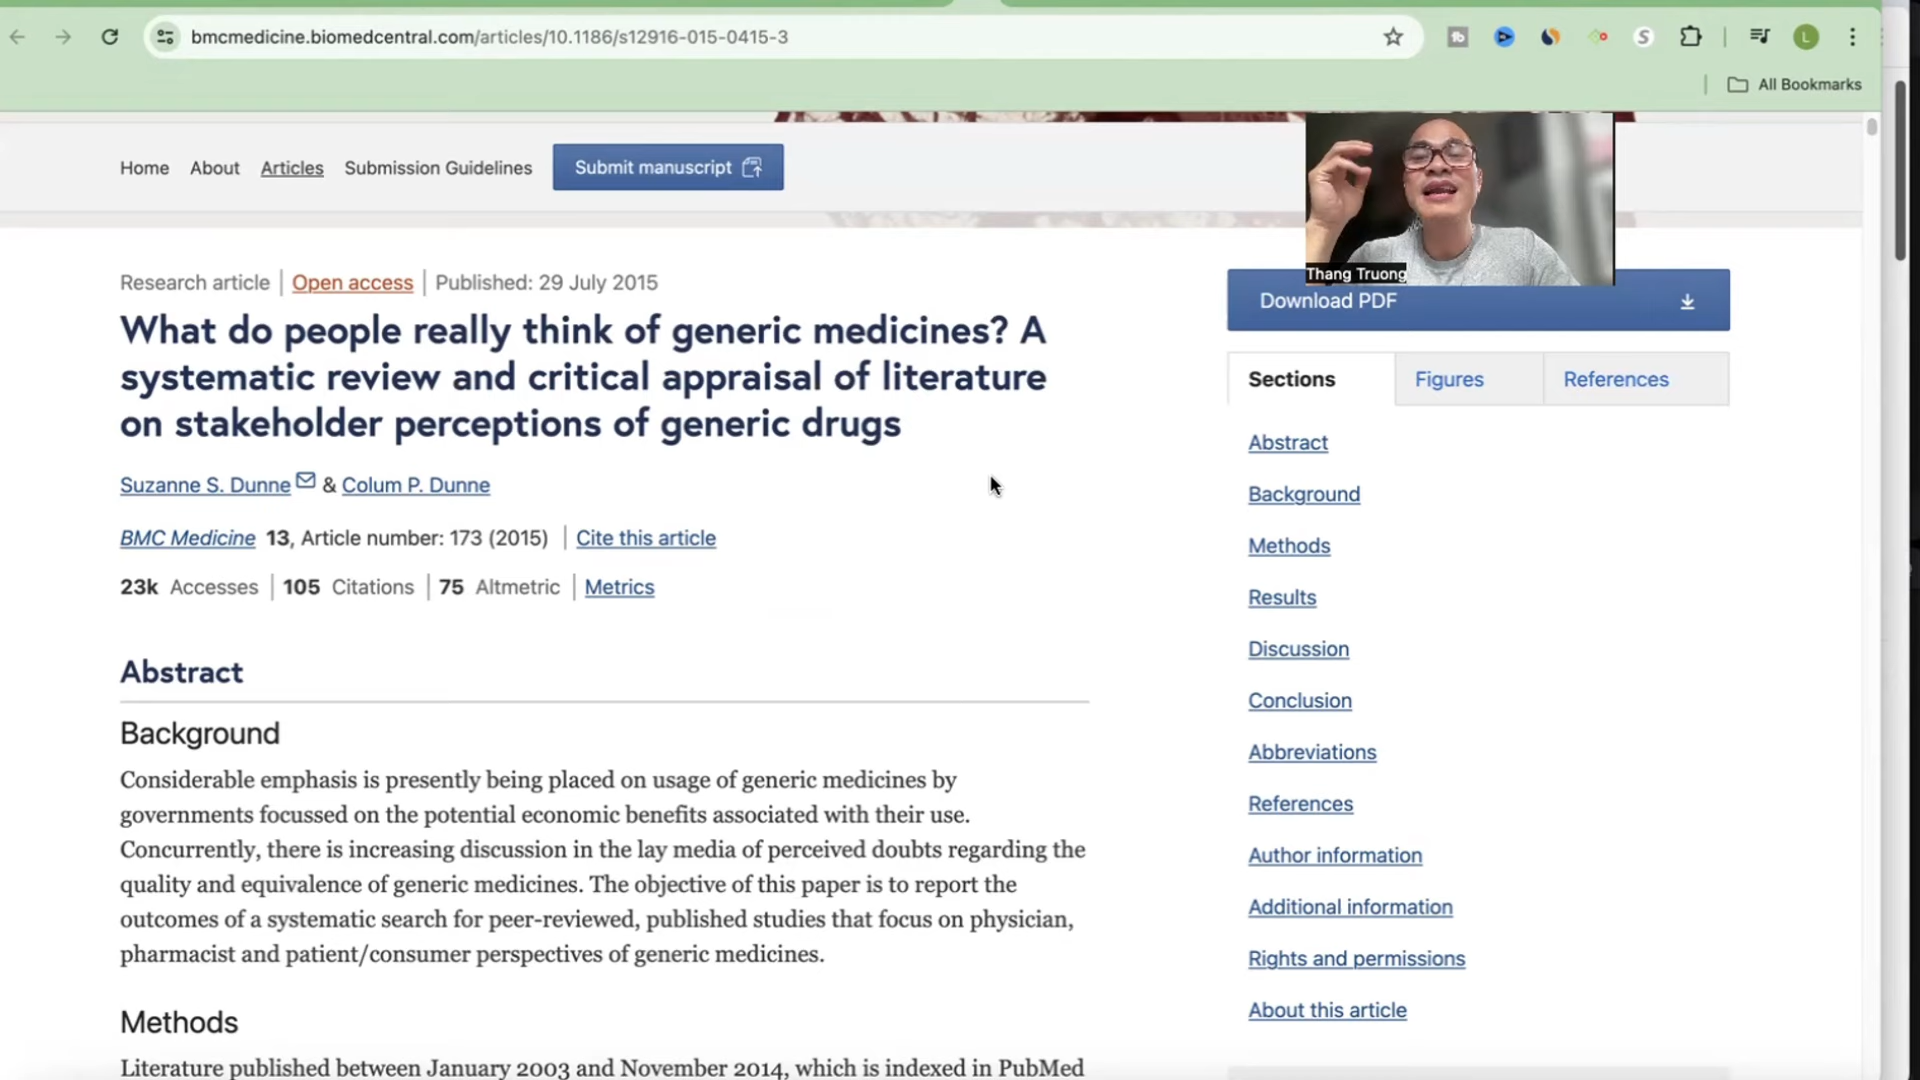 bmcmedicine.biomedcentral.com/articles/10.1186/s12916-015-0415-3
L
All Bookmarks
Home About Articles Submission Guidelines Submit manuscript
Thang Truong
Research article | Open access | Published: 29 July 2015
What do people really think of generic medicines? A
systematic review and critical appraisal of literature
on stakeholder perceptions of generic drugs
Suzanne S. Dunne & Colum P. Dunne
BMC Medicine 13, Article number: 173 (2015) | Cite this article
23k Accesses | 105 Citations | 75 Altmetric | Metrics
Abstract
Background
Considerable emphasis is presently being placed on usage of generic medicines by
governments focussed on the potential economic benefits associated with their use.
Concurrently, there is increasing discussion in the lay media of perceived doubts regarding the
quality and equivalence of generic medicines. The objective of this paper is to report the
outcomes of a systematic search for peer-reviewed, published studies that focus on physician,
pharmacist and patient/consumer perspectives of generic medicines.
Methods
Literature published between January 2003 and November 2014, which is indexed in PubMed
Download PDF
Sections Figures References
Abstract
Background
Methods
Results
Discussion
Conclusion
Abbreviations
References
Author information
Additional information
Rights and permissions
About this article